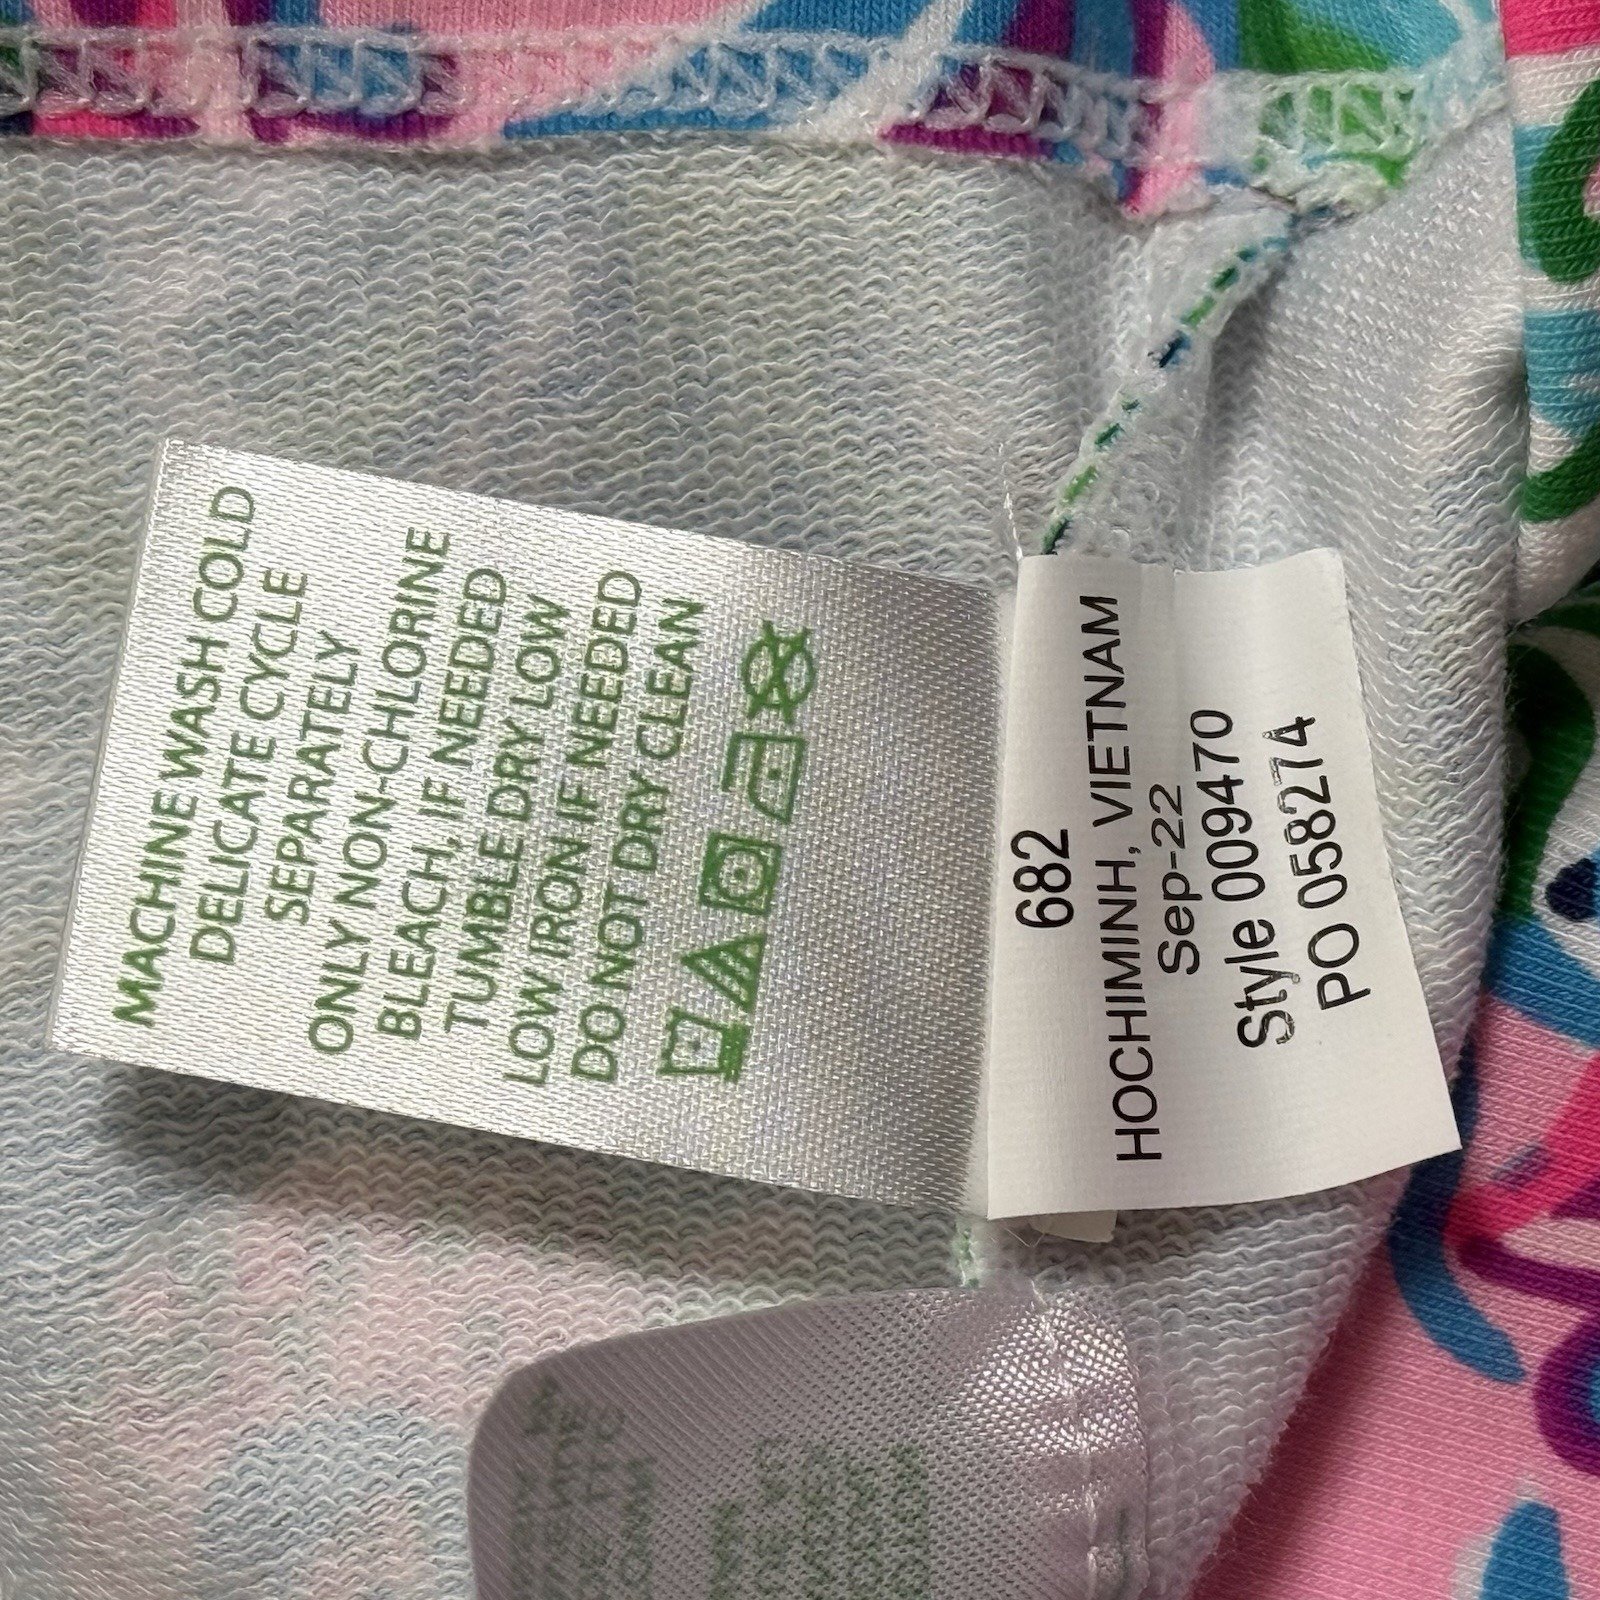 MACHINE WASH COLD
DELICATE CYCLE
SEPARATELY
ONLY NON-CHLORINE
BLEACH, IF NEEDED
TUMBLE DRY LOW
LOW IRON IF NEEDED
DO NOT DRY CLEAN
682
HOCHIMINH, VIETNAM
Sep-22
Style 009470
PO 058274